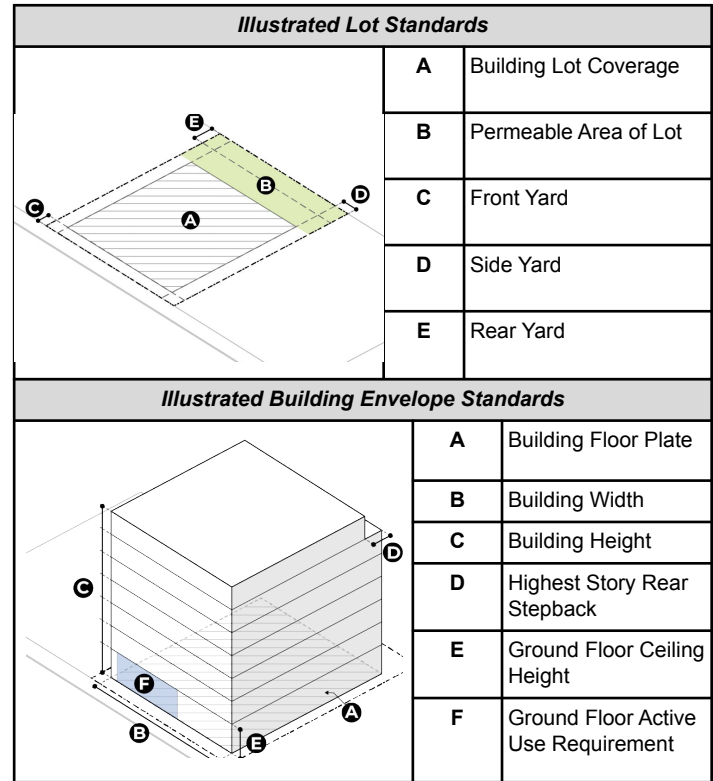 Illustrated Lot Standards
A Building Lot Coverage
B Permeable Area of Lot
C Front Yard
D Side Yard
E Rear Yard
E
B
D
C
A
Illustrated Building Envelope Standards
A Building Floor Plate
B Building Width
C Building Height
D Highest Story Rear
Stepback
E Ground Floor Ceiling
Height
F Ground Floor Active
Use Requirement
D
C
F
A
B
E